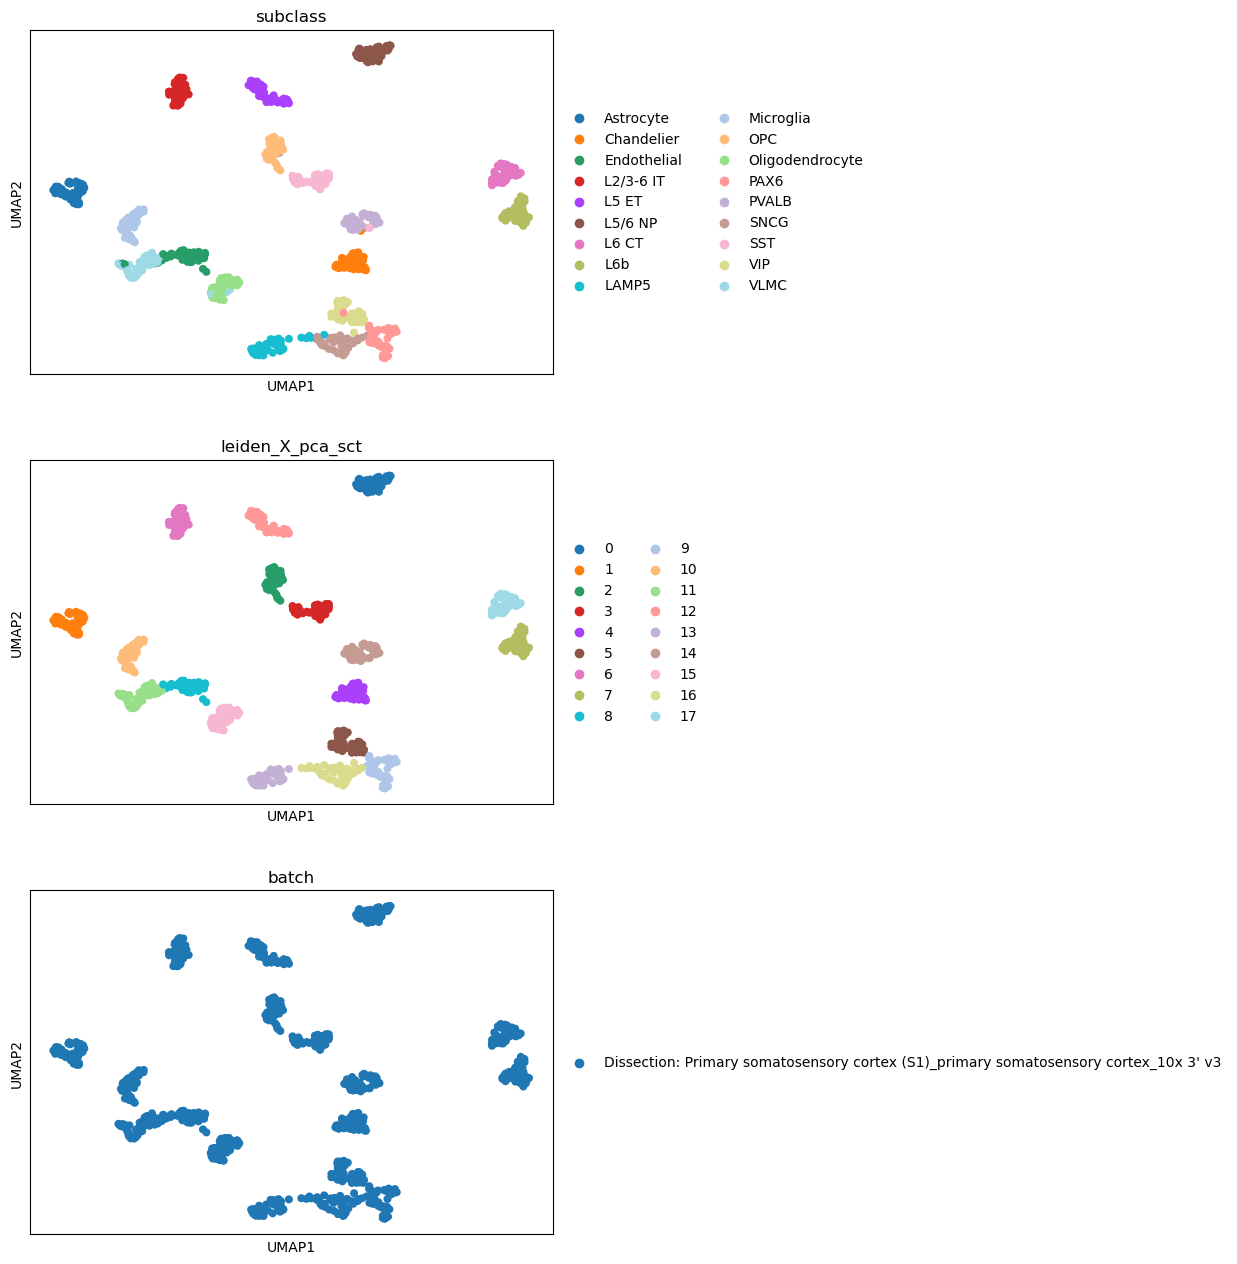 subclass
UMAP2
UMAP1
Astrocyte
Chandelier
Endothelial
L2/3-6 IT
L5 ET
L5/6 NP
L6 CT
L6b
LAMP5
Microglia
OPC
Oligodendrocyte
PAX6
PVALB
SNCG
SST
VIP
VLMC
leiden_X_pca_sct
UMAP2
UMAP1
0
1
2
3
4
5
6
7
8
9
10
11
12
13
14
15
16
17
batch
UMAP2
UMAP1
Dissection: Primary somatosensory cortex (S1)_primary somatosensory cortex_10x 3' v3